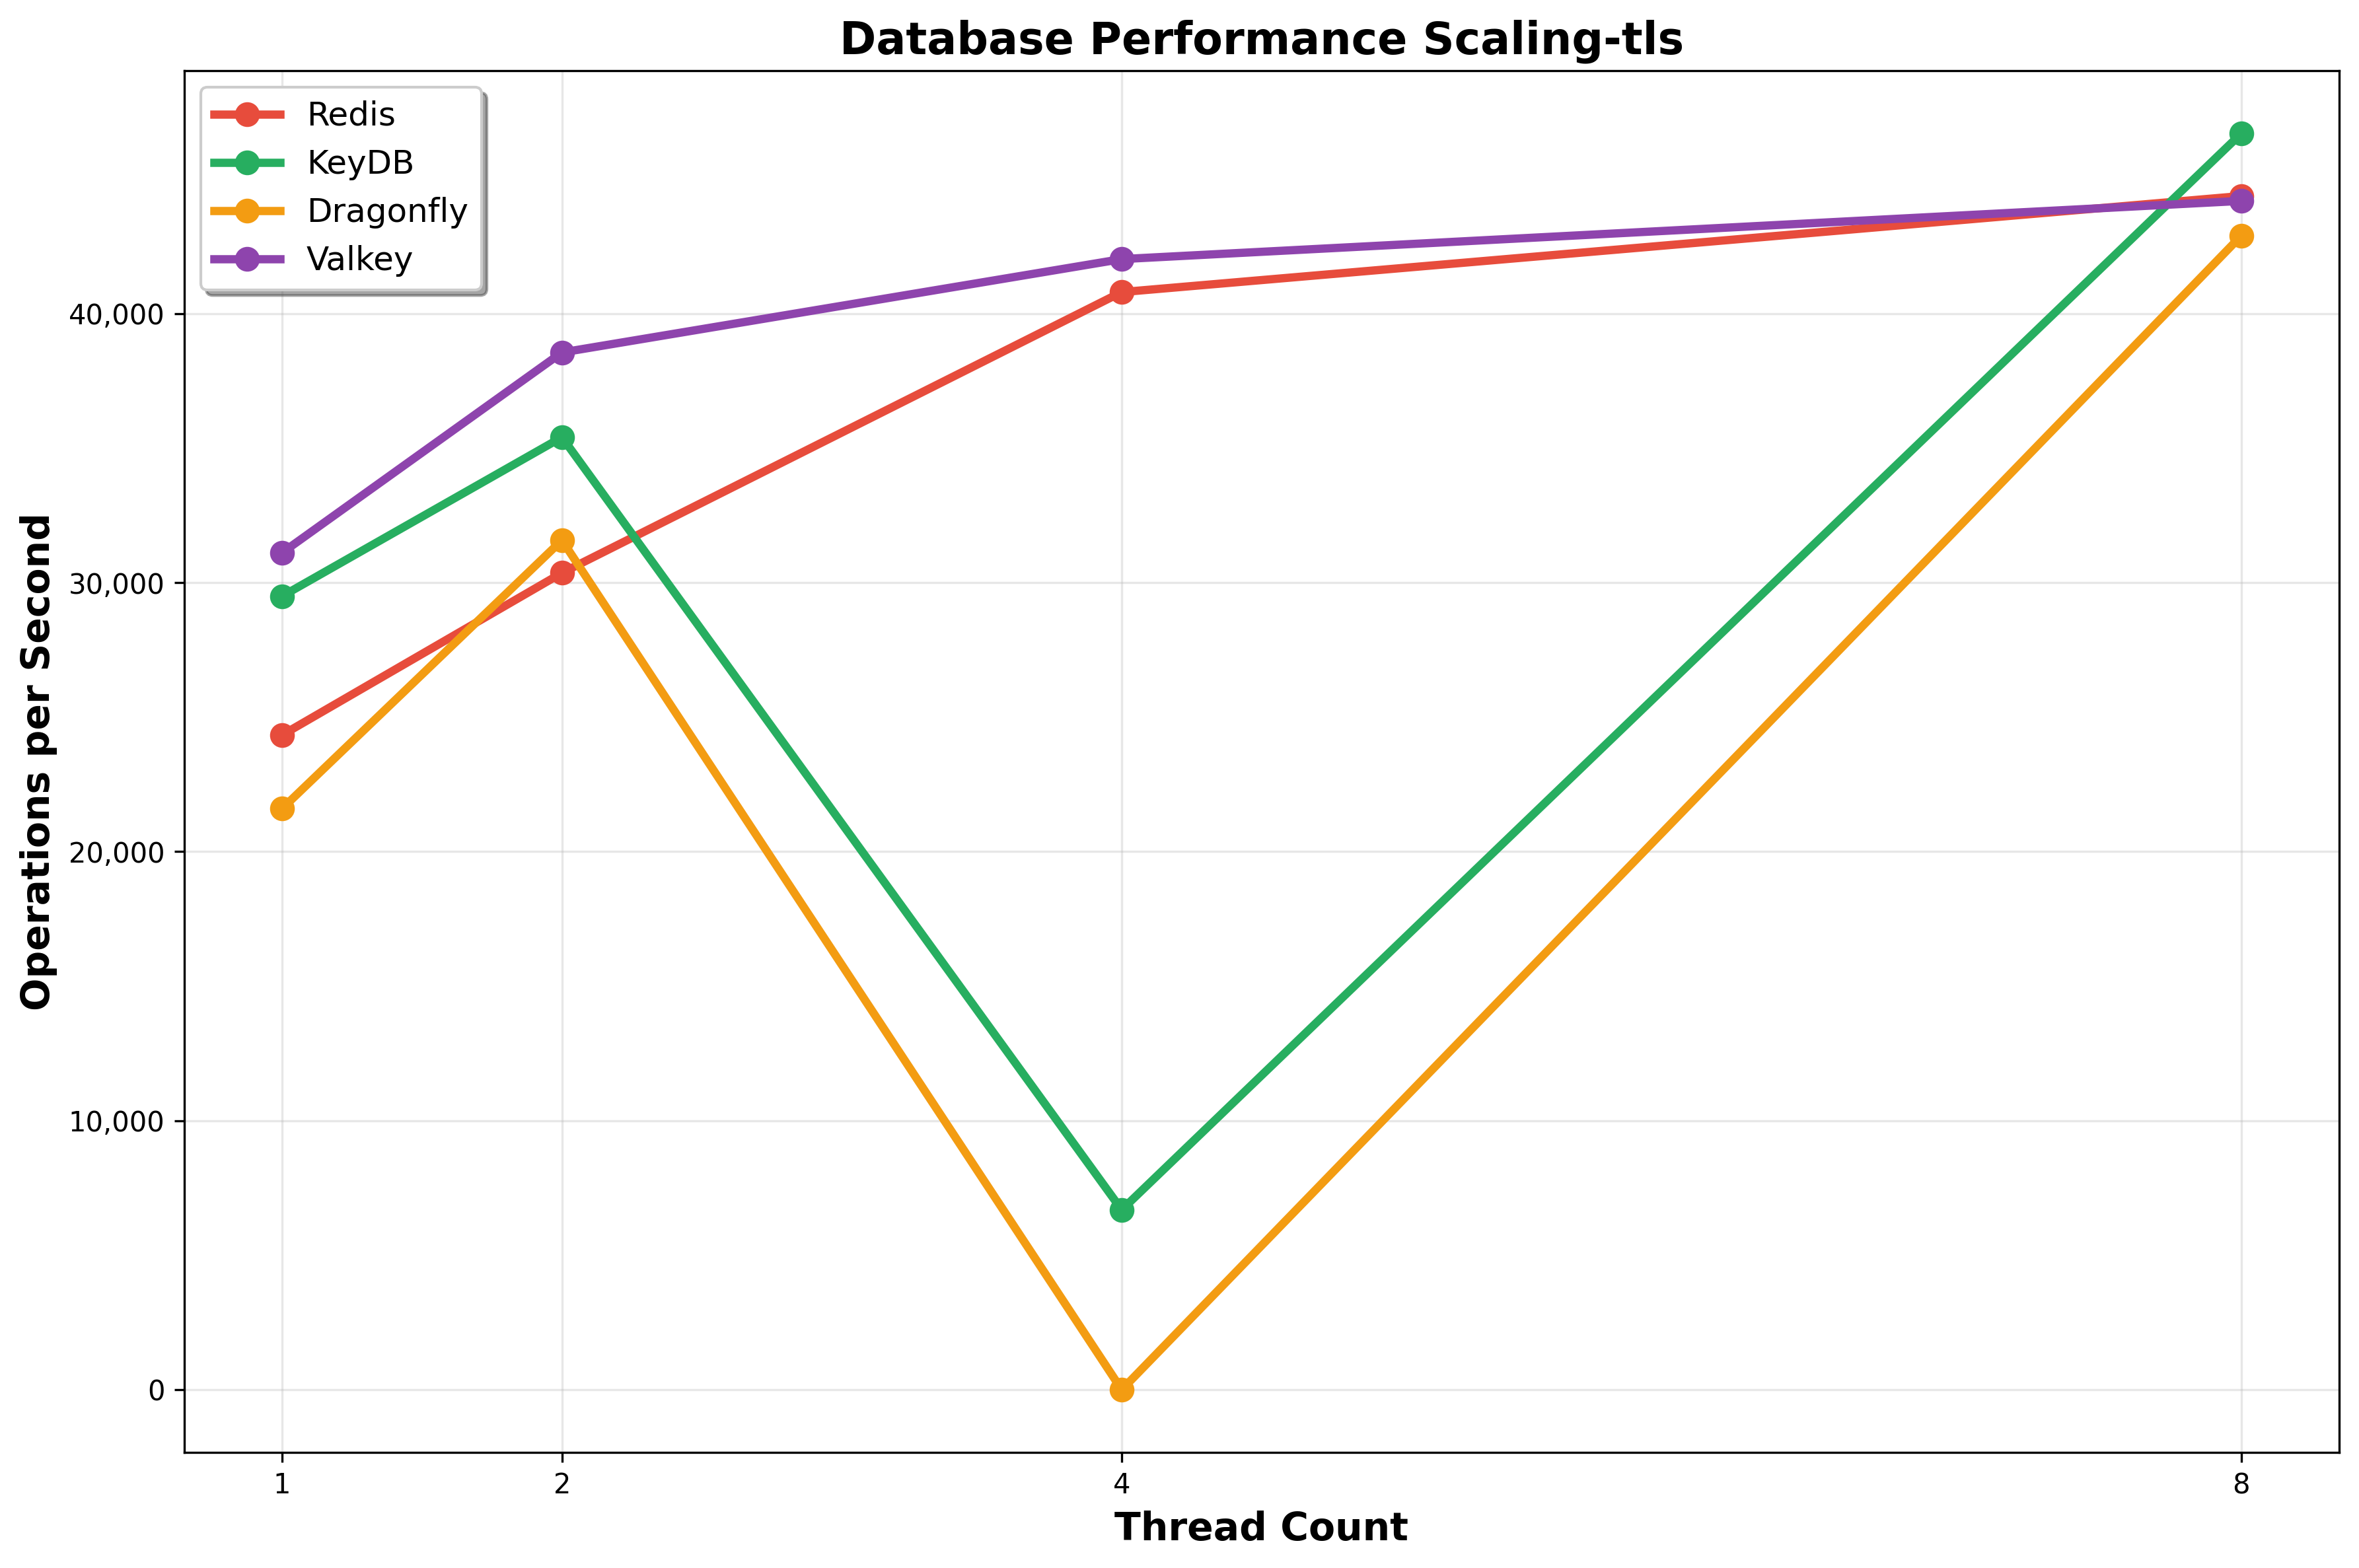 Database Performance Scaling-tls
Redis
KeyDB
Dragonfly
Valkey
Operations per Second
40,000
30,000
20,000
10,000
0
1
2
4
8
Thread Count